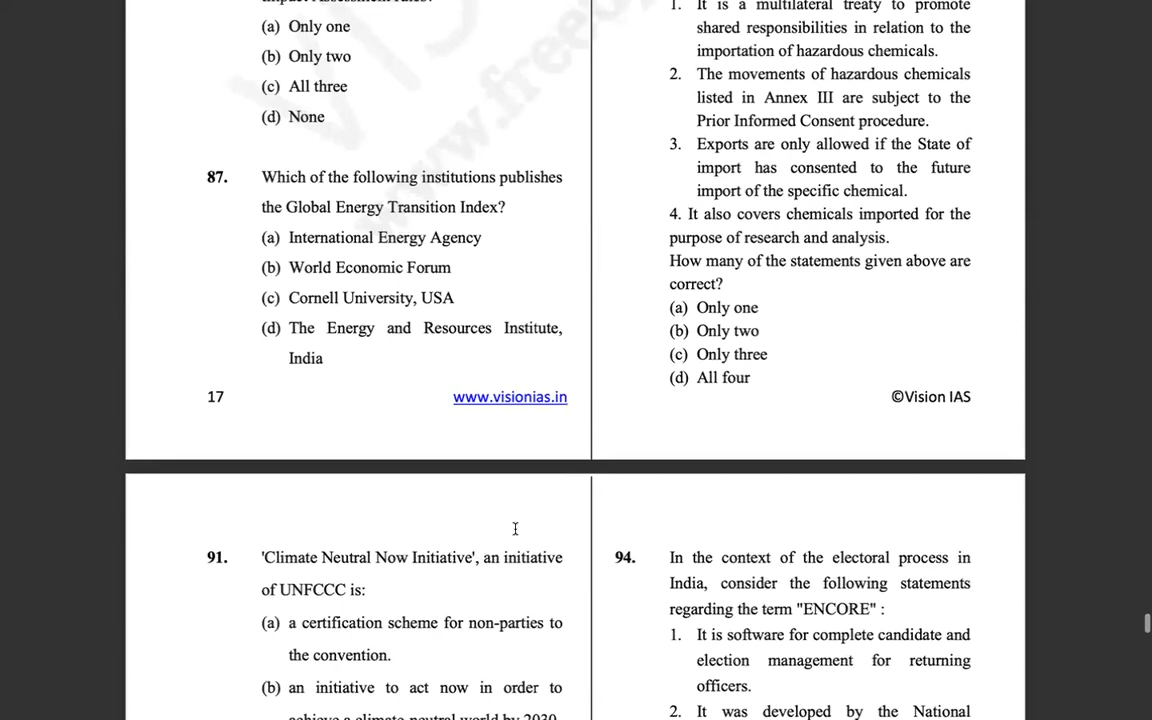 (a) Only one
(b) Only two
(c) All three
(d) None
87. Which of the following institutions publishes
the Global Energy Transition Index?
(a) International Energy Agency
(b) World Economic Forum
(c) Cornell University, USA
(d) The Energy and Resources Institute,
India
17 www.visionias.in
1. It is a multilateral treaty to promote
shared responsibilities in relation to the
importation of hazardous chemicals.
2. The movements of hazardous chemicals
listed in Annex III are subject to the
Prior Informed Consent procedure.
3. Exports are only allowed if the State of
import has consented to the future
import of the specific chemical.
4. It also covers chemicals imported for the
purpose of research and analysis.
How many of the statements given above are
correct?
(a) Only one
(b) Only two
(c) Only three
(d) All four
©Vision IAS
91. 'Climate Neutral Now Initiative', an initiative
of UNFCCC is:
(a) a certification scheme for non-parties to
the convention.
(b) an initiative to act now in order to
achieve a climate neutral world by 2030
94. In the context of the electoral process in
India, consider the following statements
regarding the term "ENCORE" :
1. It is software for complete candidate and
election management for returning
officers.
2. It was developed by the National